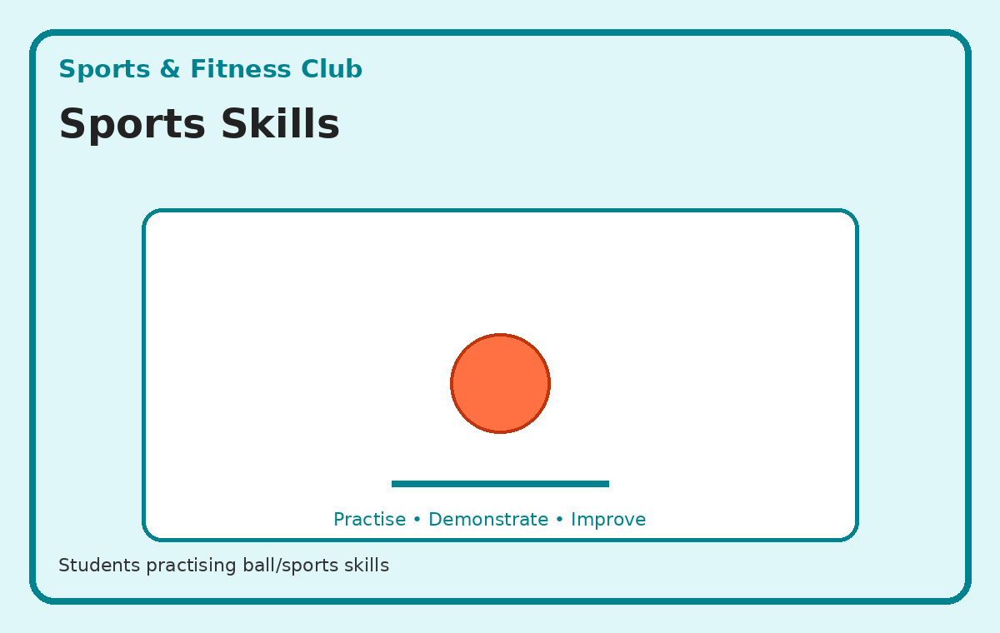 Sports & Fitness Club
Sports Skills
Practise • Demonstrate • Improve
Students practising ball/sports skills